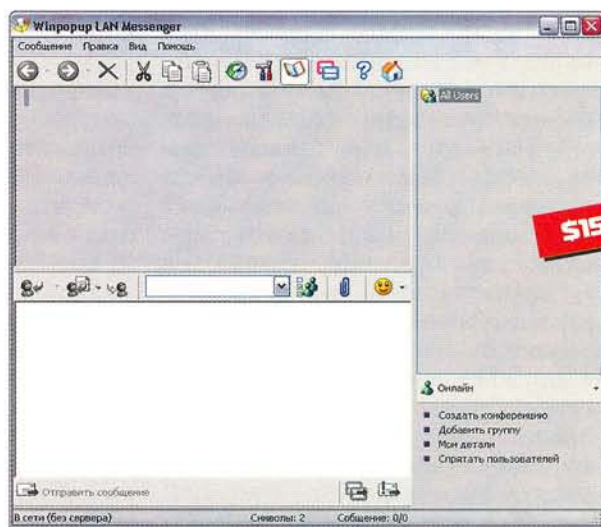 Winpopup LAN Messenger
Сообщение Правка Вид Помощь
All Users
$15
Онлайн
Создать конференцию
Добавить группу
Мои детали
Спрятать пользователей
Отправить сообщение
В сети (без сервера) Символы: 2 Собщение: 0/0